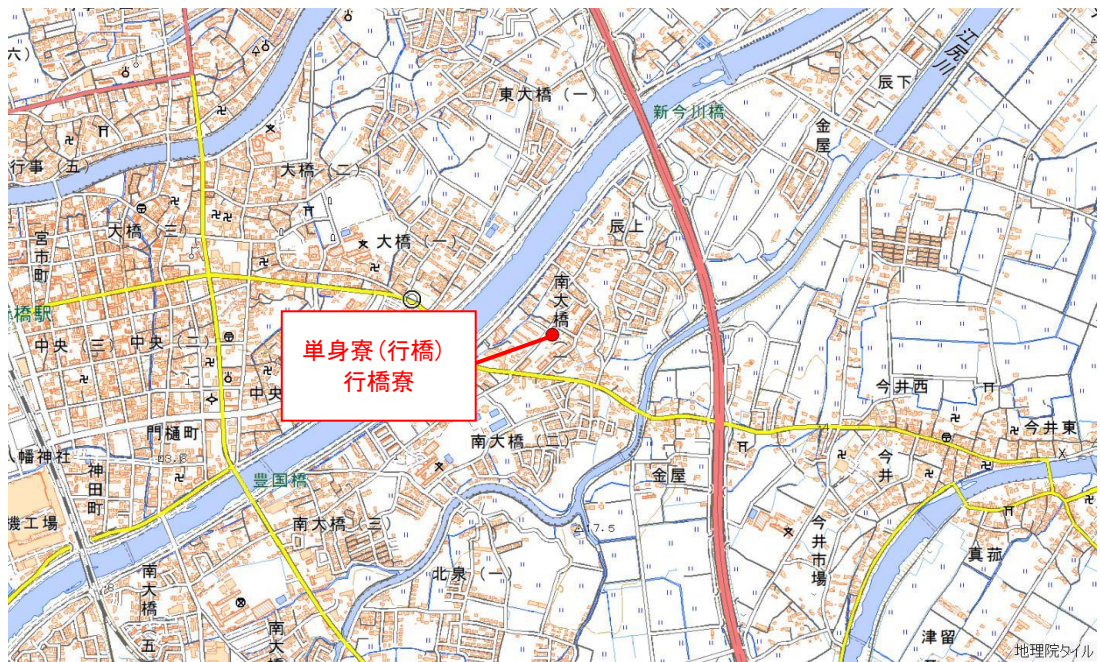 六)
東大橋(一)
新今川橋
江尻川
辰下
金屋
行事(五)
大橋(二)
宮市町
大橋(三)
大橋(一)
辰上
南大橋
橋駅
中央(三)
中央(二)
単身寮(行橋)
行橋寮
中央
今井西
門樋町
南大橋(二)
今井東
八幡神社
神田町
豊国橋
金屋
今井
機工場
南大橋(三)
今井市場
真菰
北泉(一)
南大橋(五
南大橋
津留
地理院タイル